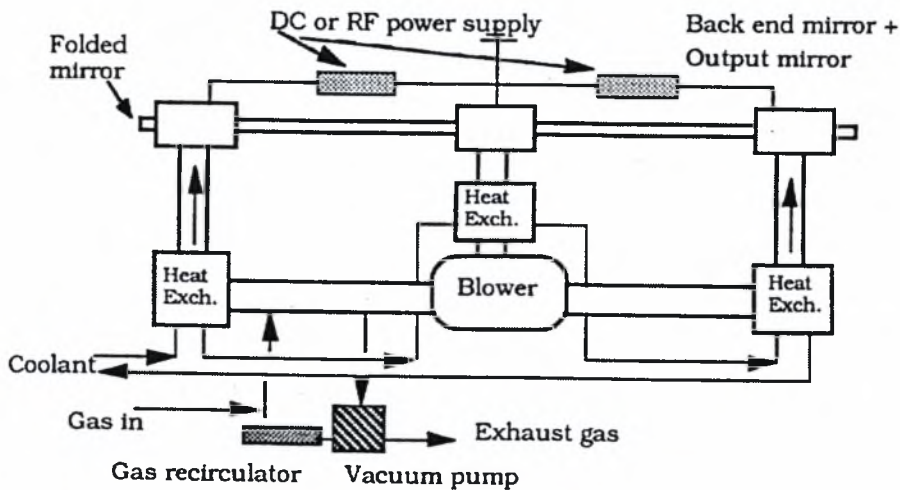 DC or RF power supply
Back end mirror +
Output mirror
Folded
mirror
Heat
Exch.
Heat
Exch.
Blower
Heat
Exch.
Coolant
Gas in
Exhaust gas
Gas recirculator
Vacuum pump